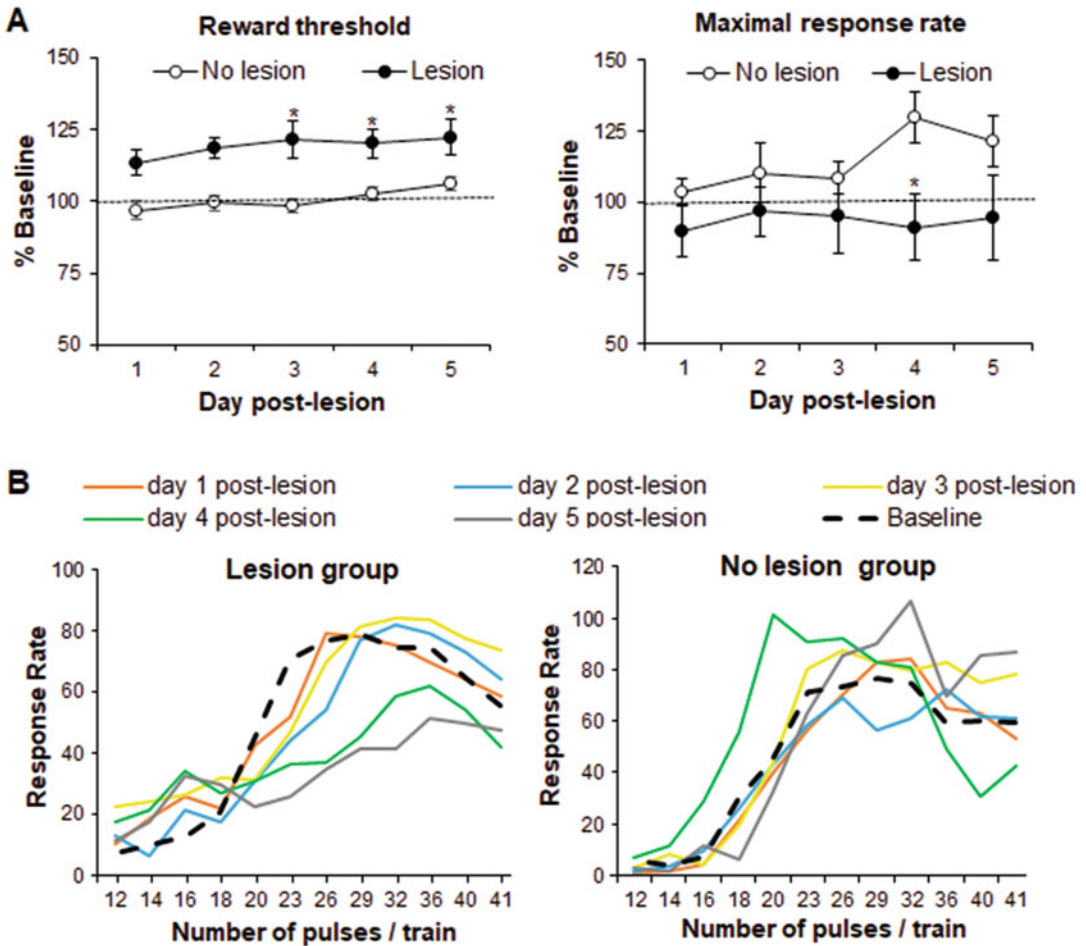 A
Reward threshold
No lesion
Lesion
% Baseline
150
125
100
75
50
* * *
1 2 3 4 5
Day post-lesion
Maximal response rate
No lesion
Lesion
% Baseline
150
125
100
75
50
*
1 2 3 4 5
Day post-lesion
B
day 1 post-lesion day 2 post-lesion day 3 post-lesion
day 4 post-lesion day 5 post-lesion Baseline
Lesion group
Response Rate
100
80
60
40
20
0
12 14 16 18 20 23 26 29 32 36 40 41
Number of pulses / train
No lesion group
Response Rate
120
100
80
60
40
20
0
12 14 16 18 20 23 26 29 32 36 40 41
Number of pulses / train